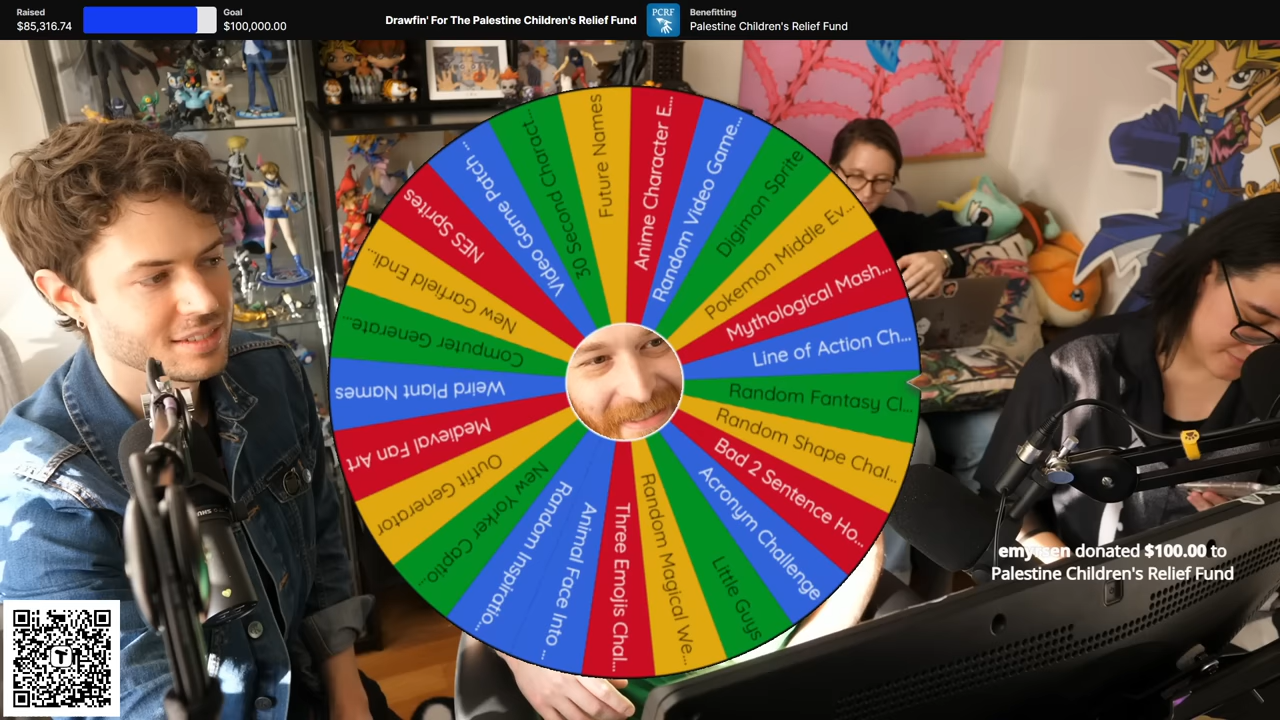 Raised
$85,316.74
Goal
$100,000.00
Drawfin' For The Palestine Children's Relief Fund
PCRF
Benefitting
Palestine Children's Relief Fund
Future Names
Anime Character E...
Random Video Game...
Digimon Sprite
Pokemon Middle Ev...
Mythological Mash...
Line of Action Ch...
Random Fantasy Cl...
Random Shape Chal...
Bad 2 Sentence Ho...
Acronym Challenge
Little Guys
Random Magical We...
Three Emojis Chal...
Animal Face Into ...
Random Inspiratio...
New Yorker Captio...
Outfit Generator
Medieval Fan Art
Weird Plant Names
Computer Generate...
New Garfield Endi...
NES Sprites
Video Game Patch ...
30 Second Charact...
emyssen donated $100.00 to
Palestine Children's Relief Fund
T